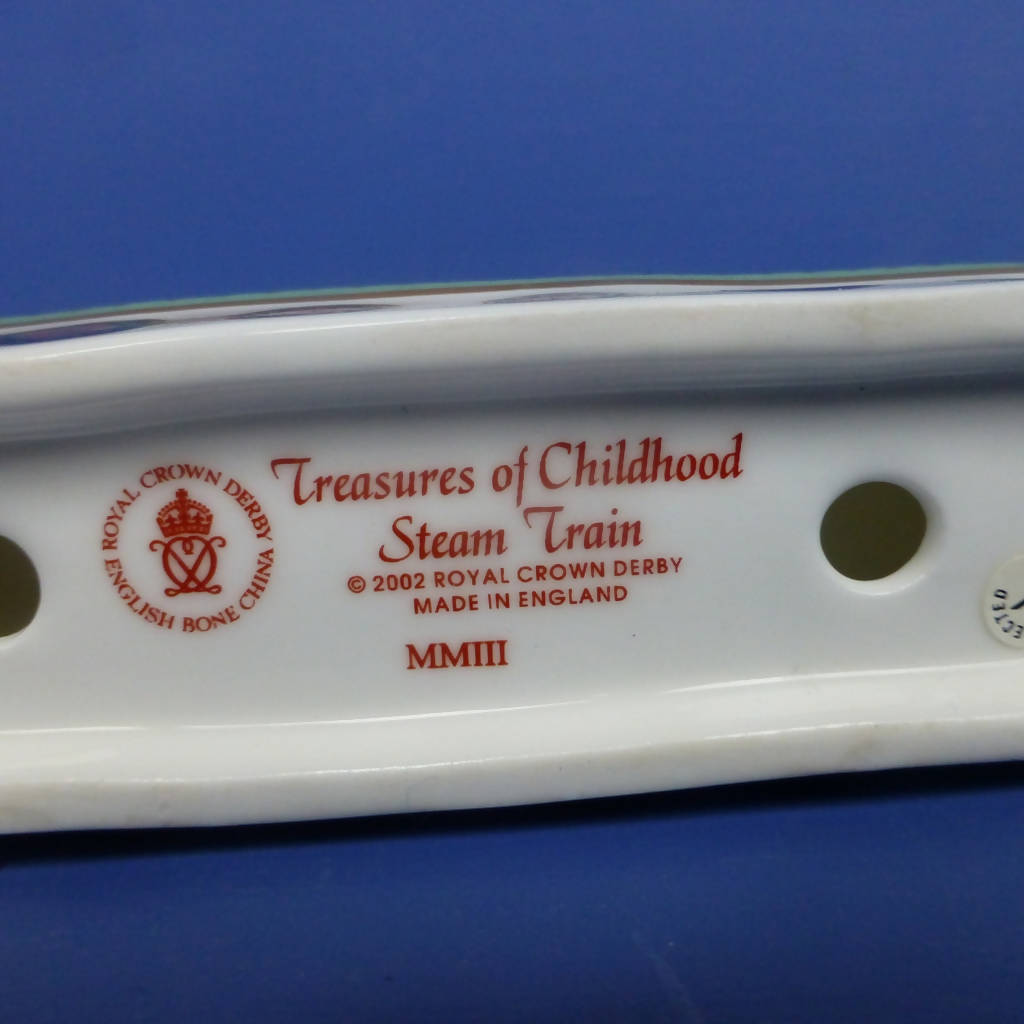 ROYAL CROWN DERBY
ENGLISH BONE CHINA
Treasures of Childhood
Steam Train
© 2002 ROYAL CROWN DERBY
MADE IN ENGLAND
MMIII